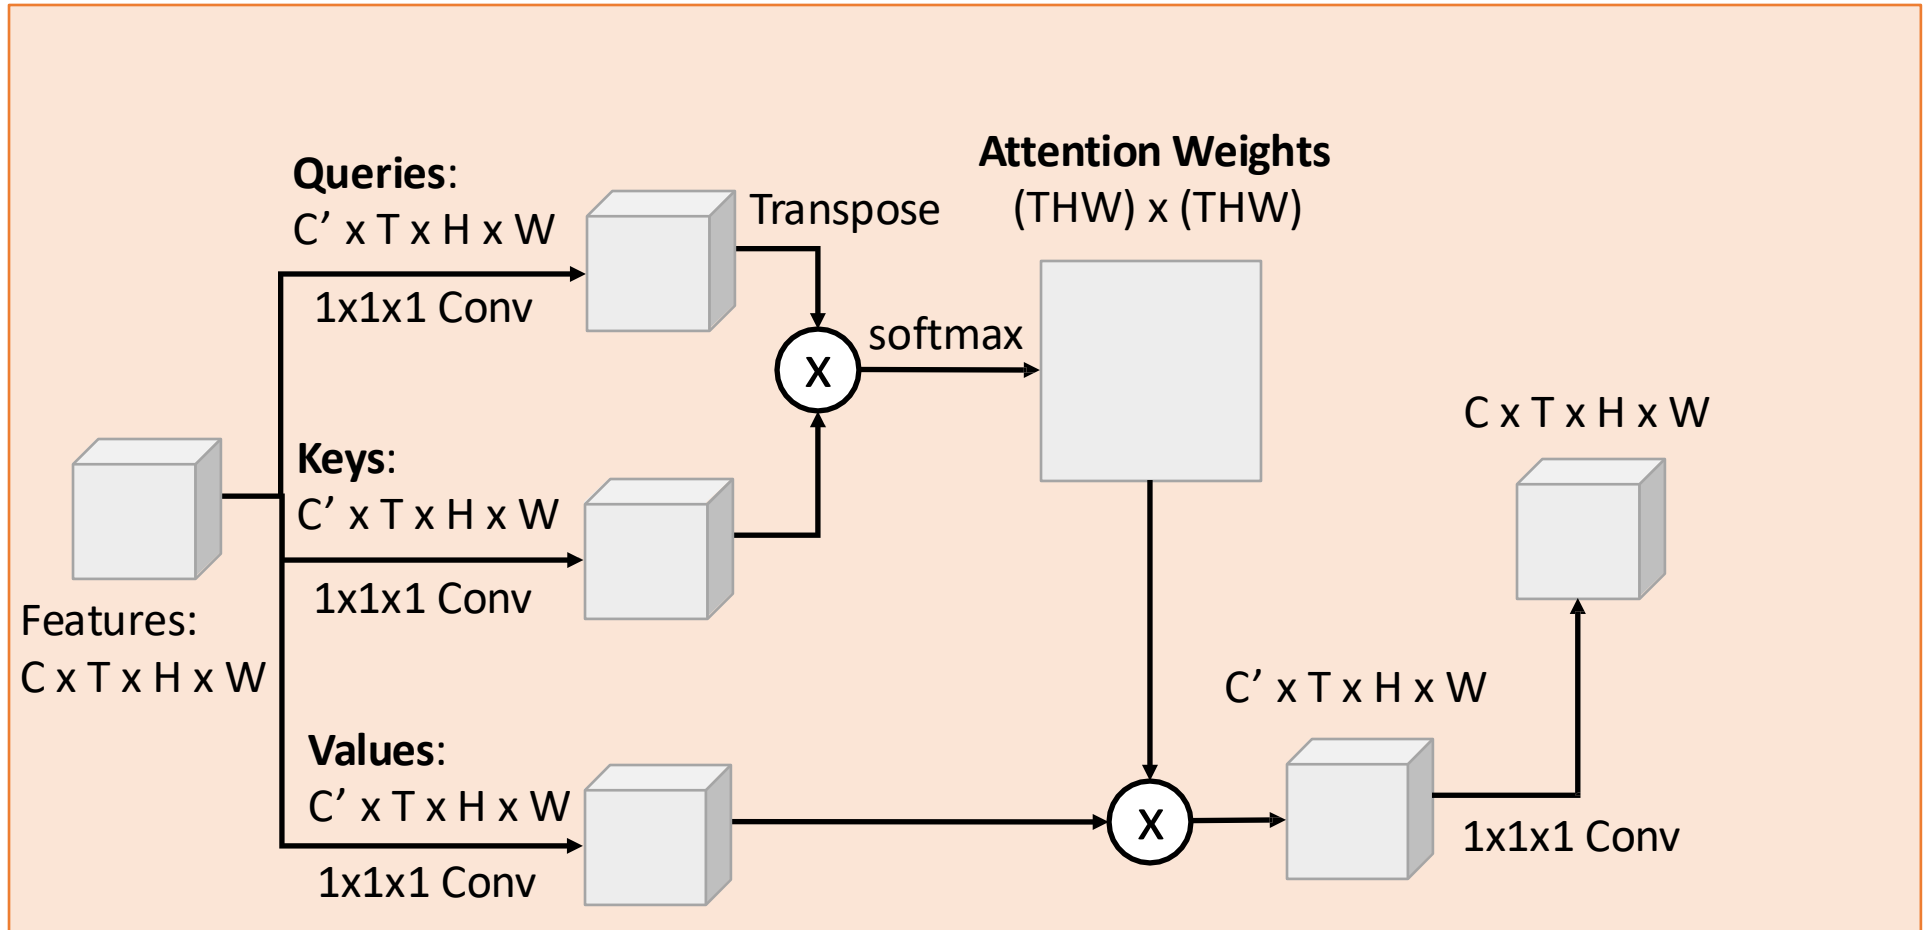 Queries:
C’ x T x H x W
1x1x1 Conv
Transpose
Attention Weights
(THW) x (THW)
softmax
x
Keys:
C’ x T x H x W
1x1x1 Conv
Features:
C x T x H x W
Values:
C’ x T x H x W
1x1x1 Conv
x
C’ x T x H x W
1x1x1 Conv
C x T x H x W